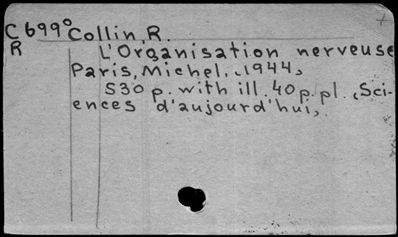 C699° Collin, R.
R L'Organisation nerveuse
Paris, Michel, 1944,
530 p. with ill. 40 p. pl. (Sci-
ences d'aujourd'hui,